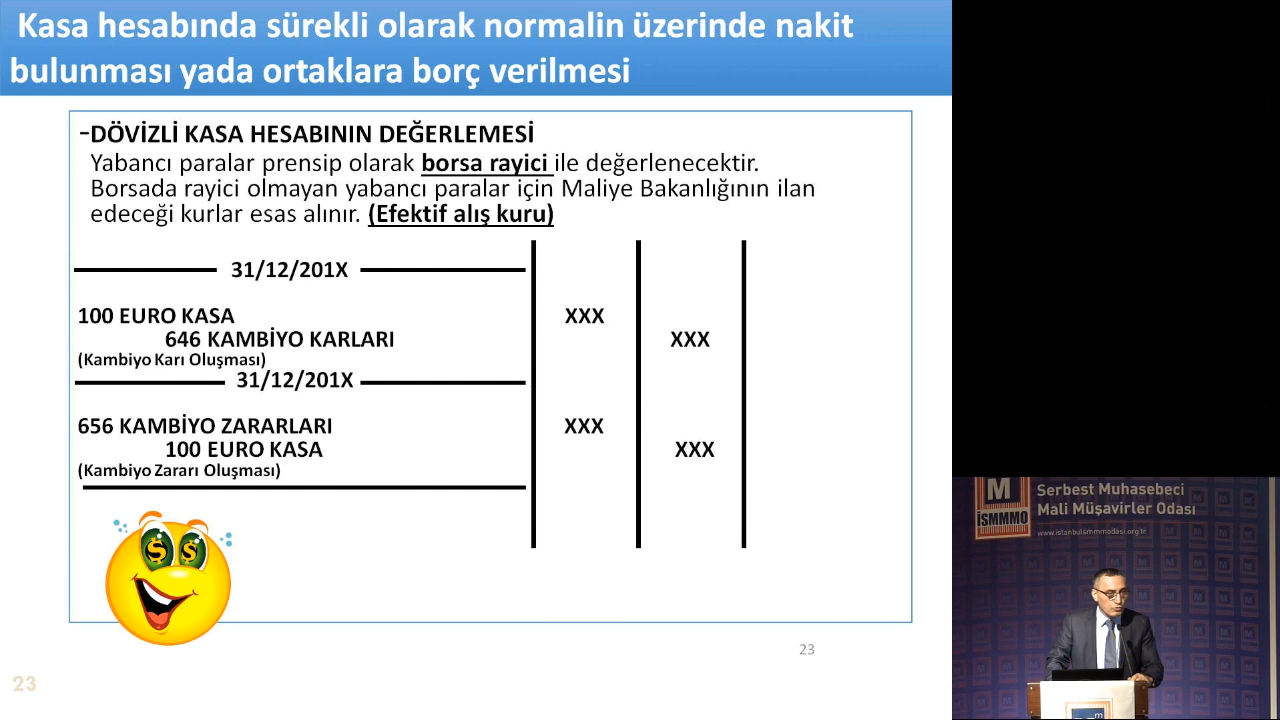 Kasa hesabında sürekli olarak normalin üzerinde nakit
bulunması yada ortaklara borç verilmesi
-DÖVİZLİ KASA HESABININ DEĞERLEMESİ
Yabancı paralar prensip olarak borsa rayici ile değerlenecektir.
Borsada rayici olmayan yabancı paralar için Maliye Bakanlığının ilan
edeceği kurlar esas alınır. (Efektif alış kuru)
31/12/201X
100 EURO KASA XXX
646 KAMBİYO KARLARI XXX
(Kambiyo Karı Oluşması)
31/12/201X
656 KAMBİYO ZARARLARI XXX
100 EURO KASA XXX
(Kambiyo Zararı Oluşması)
$ $
23
23
M
İSMMMO
Serbest Muhasebeci
Mali Müşavirler Odası
www.istanbulsmmmodasi.org.tr